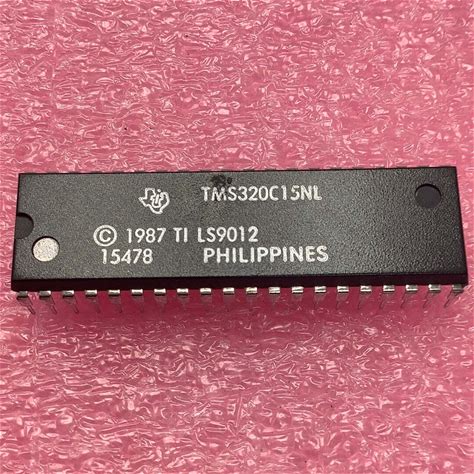 TMS320C15NL
© 1987 TI LS9012
15478 PHILIPPINES